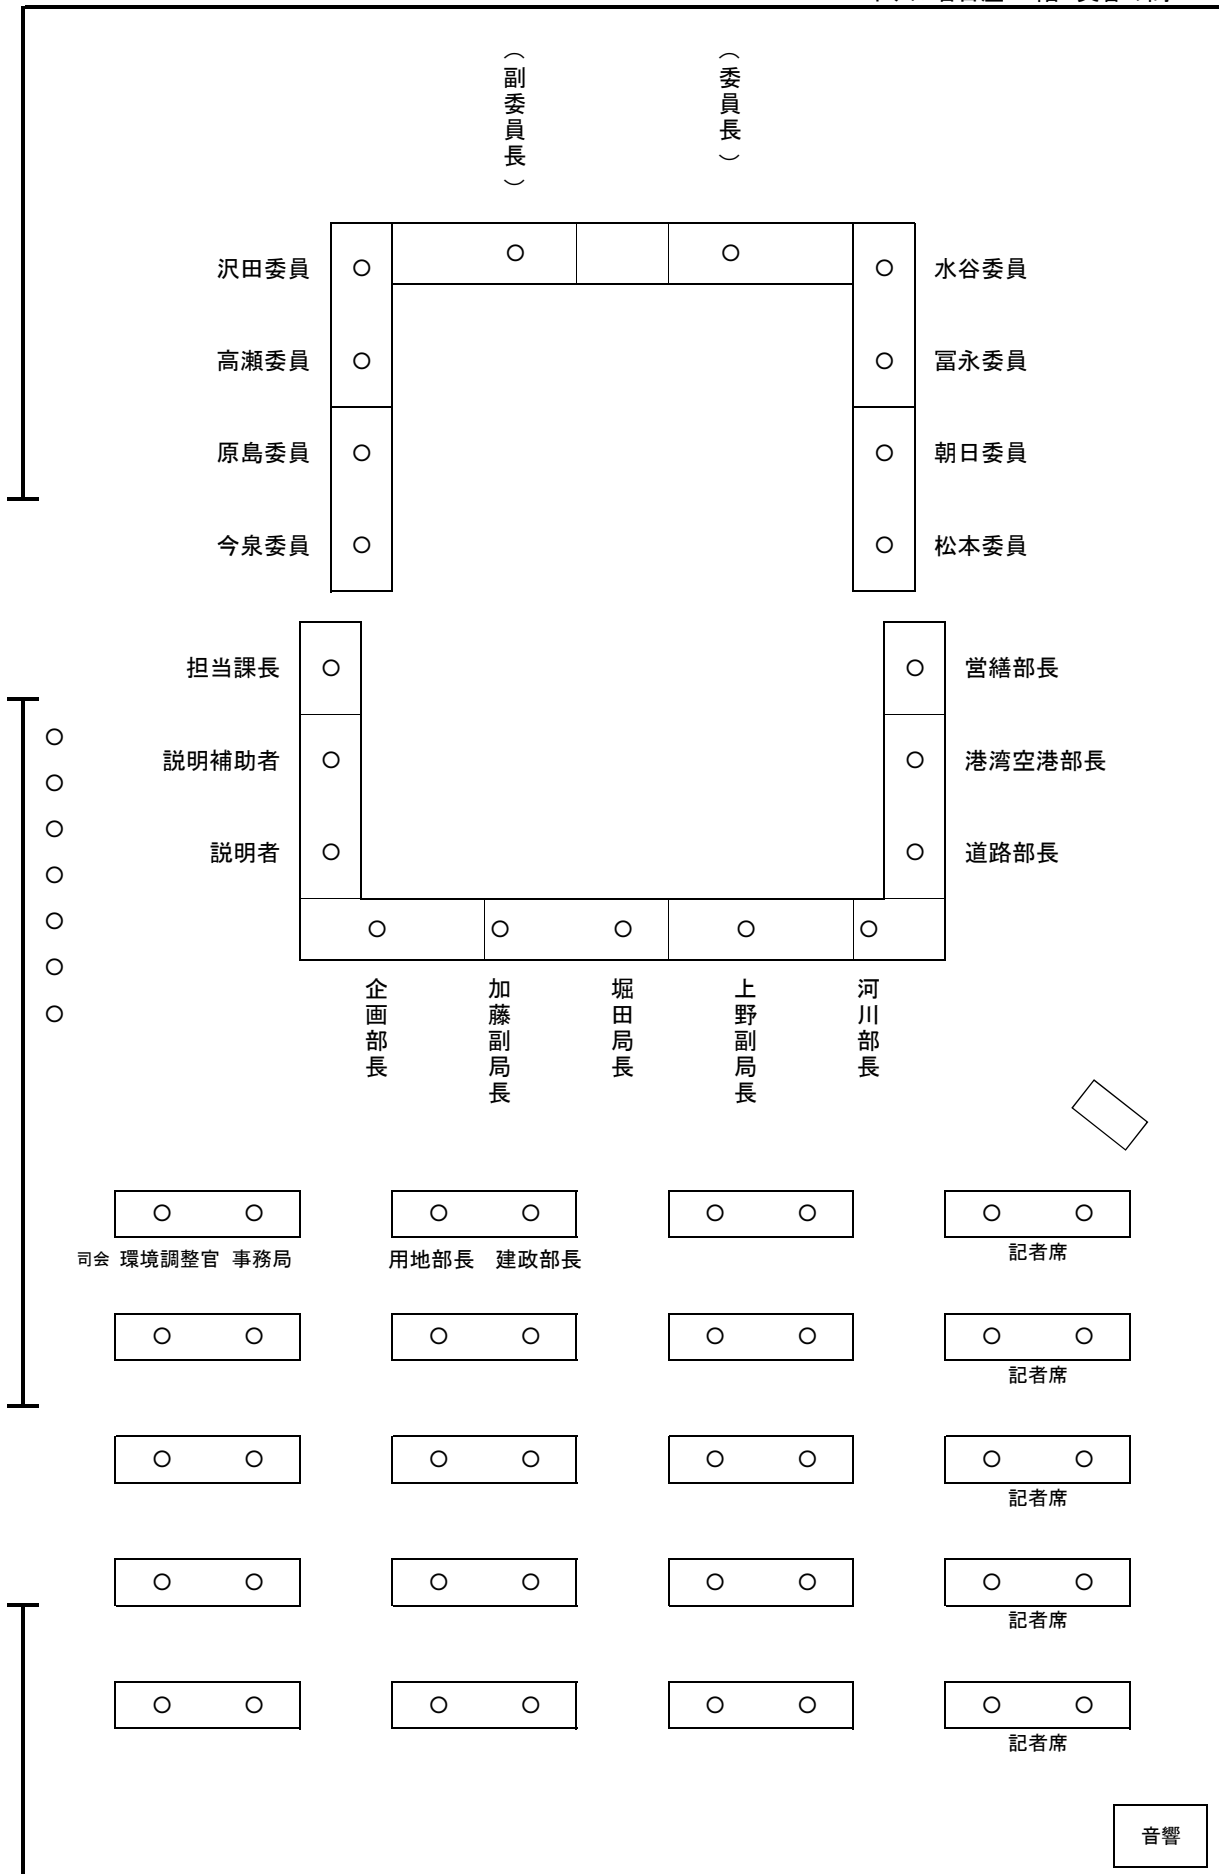 （副委員長）
（委員長）
沢田委員
水谷委員
高瀬委員
冨永委員
原島委員
朝日委員
今泉委員
松本委員
担当課長
営繕部長
説明補助者
港湾空港部長
説明者
道路部長
企画部長
加藤副局長
堀田局長
上野副局長
河川部長
司会 環境調整官 事務局
用地部長 建政部長
記者席
記者席
記者席
記者席
記者席
音響